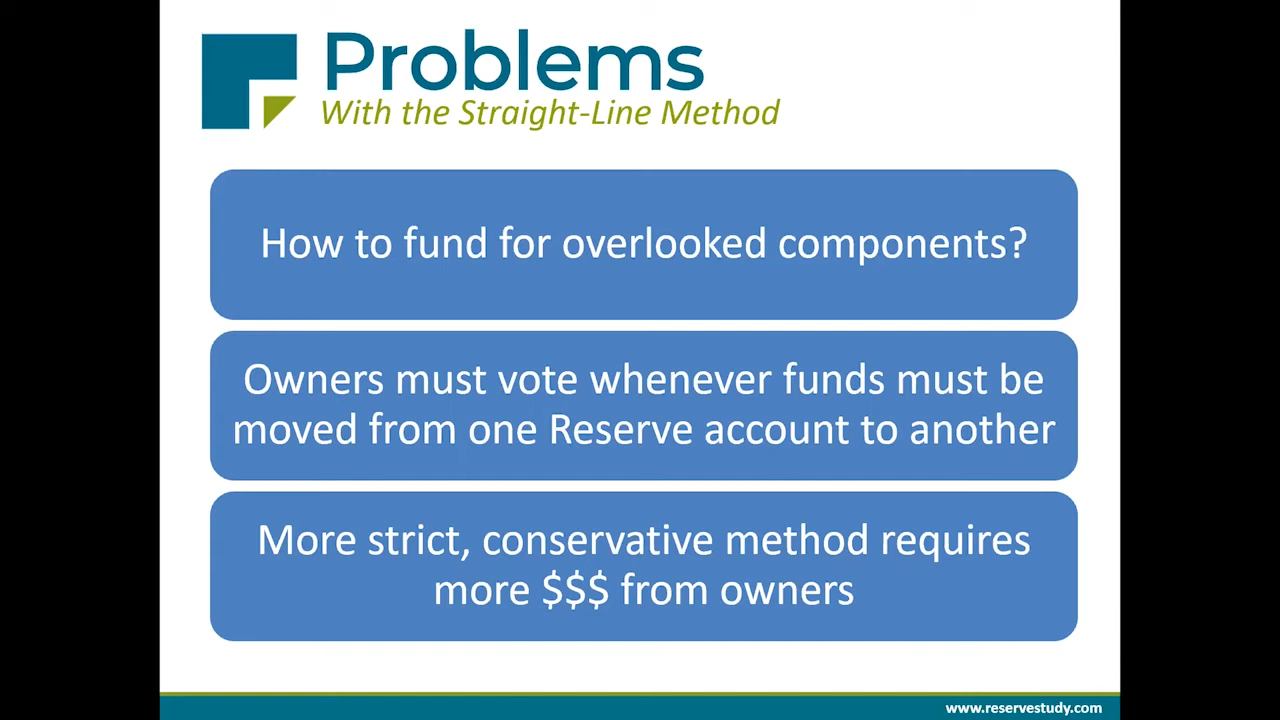 Problems
With the Straight-Line Method
How to fund for overlooked components?
Owners must vote whenever funds must be
moved from one Reserve account to another
More strict, conservative method requires
more $$$ from owners
www.reservestudy.com